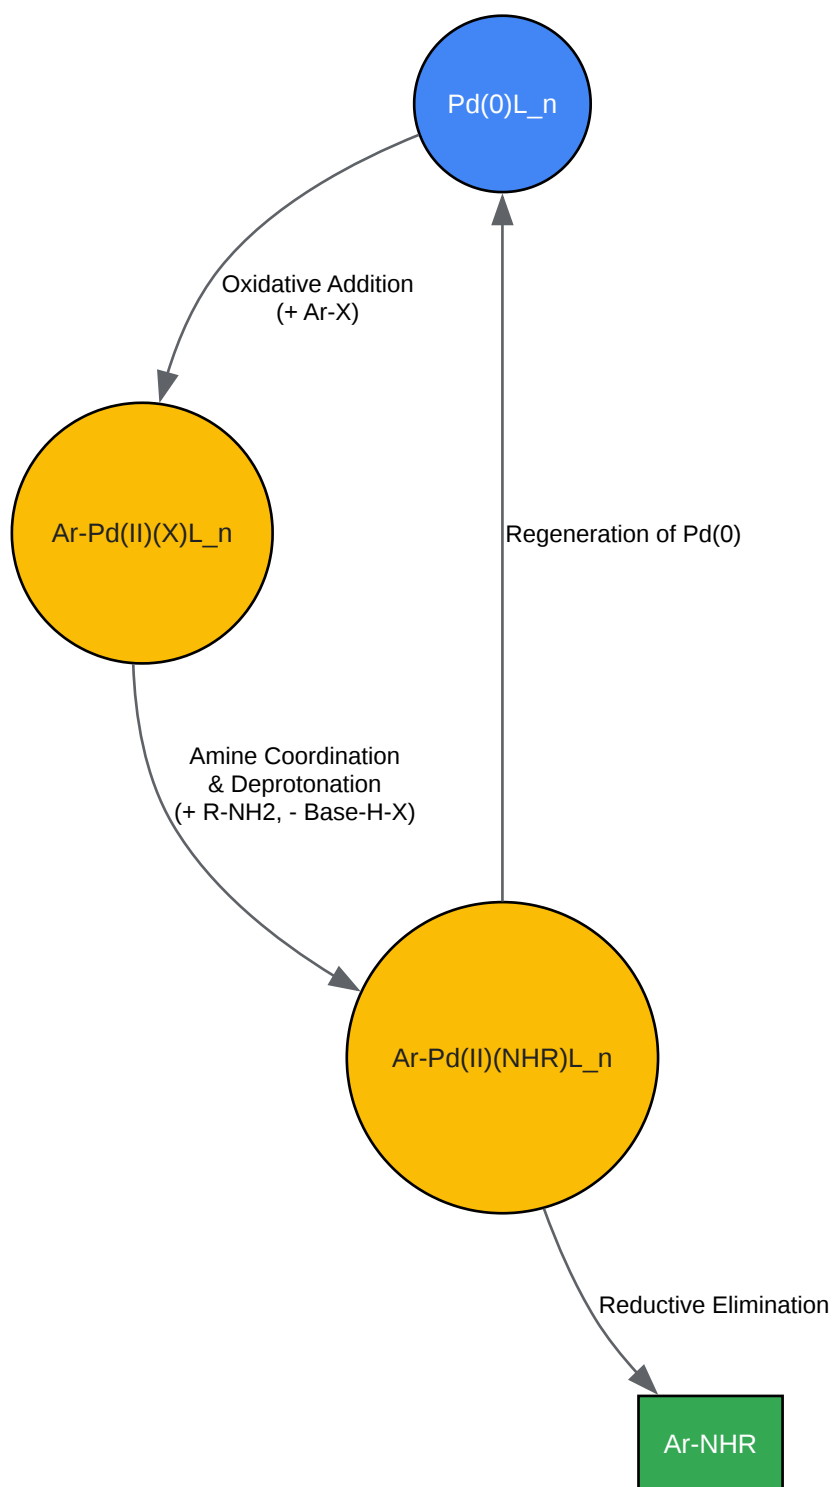 Pd(0)L_n
Oxidative Addition
(+ Ar-X)
Ar-Pd(II)(X)L_n
Regeneration of Pd(0)
Amine Coordination
& Deprotonation
(+ R-NH2, - Base-H-X)
Ar-Pd(II)(NHR)L_n
Reductive Elimination
Ar-NHR